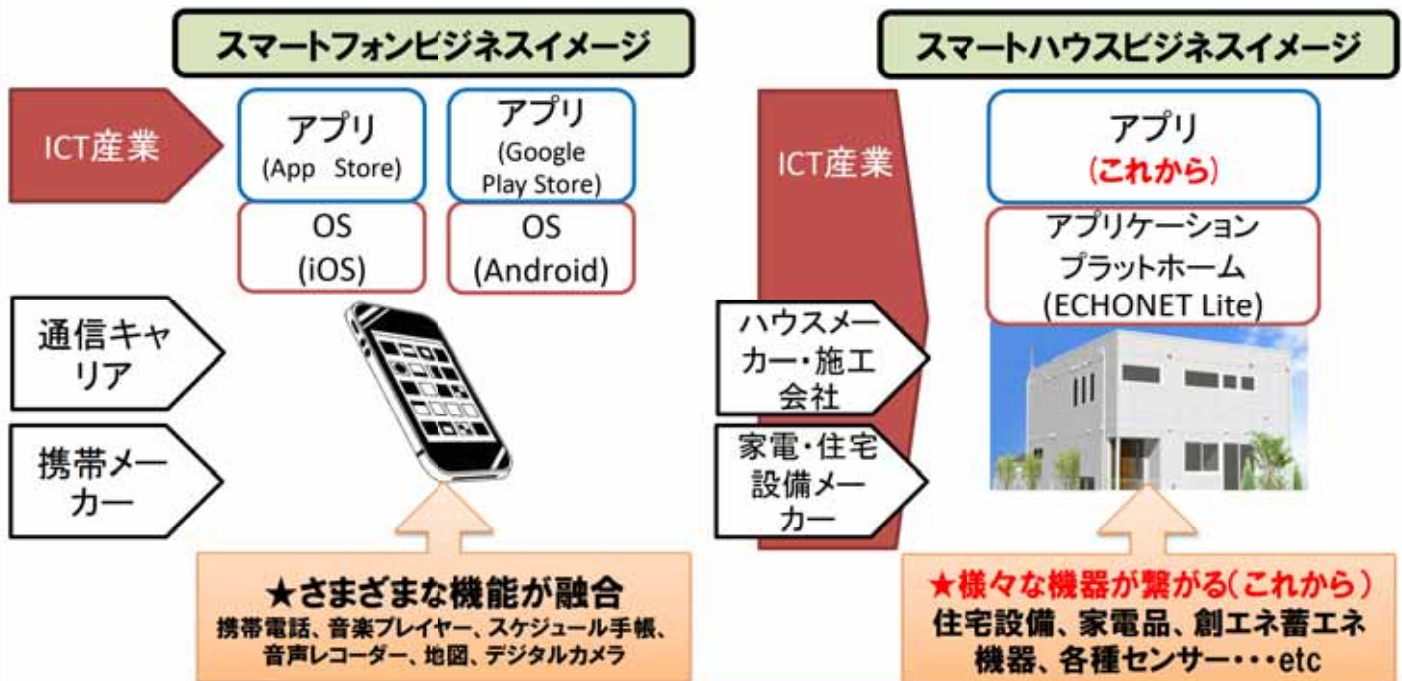 スマートフォンビジネスイメージ
ICT産業
アプリ
(App Store)
アプリ
(Google
Play Store)
OS
(iOS)
OS
(Android)
通信キャ
リア
携帯メー
カー
★さまざまな機能が融合
携帯電話、音楽プレイヤー、スケジュール手帳、
音声レコーダー、地図、デジタルカメラ
スマートハウスビジネスイメージ
ICT産業
アプリ
(これから)
アプリケーション
プラットホーム
(ECHONET Lite)
ハウスメー
カー・施工
会社
家電・住宅
設備メー
カー
★様々な機器が繋がる(これから)
住宅設備、家電品、創エネ蓄エネ
機器、各種センサー・・・etc